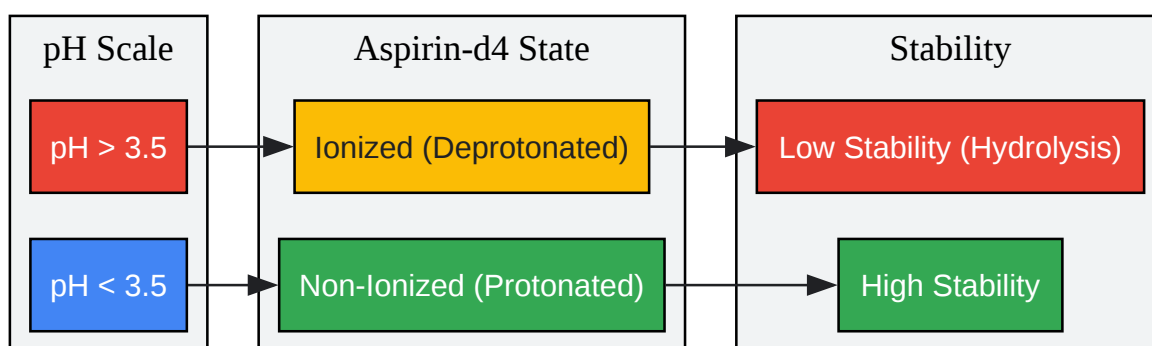 pH Scale
Aspirin-d4 State
Stability
pH > 3.5
Ionized (Deprotonated)
Low Stability (Hydrolysis)
pH < 3.5
Non-Ionized (Protonated)
High Stability